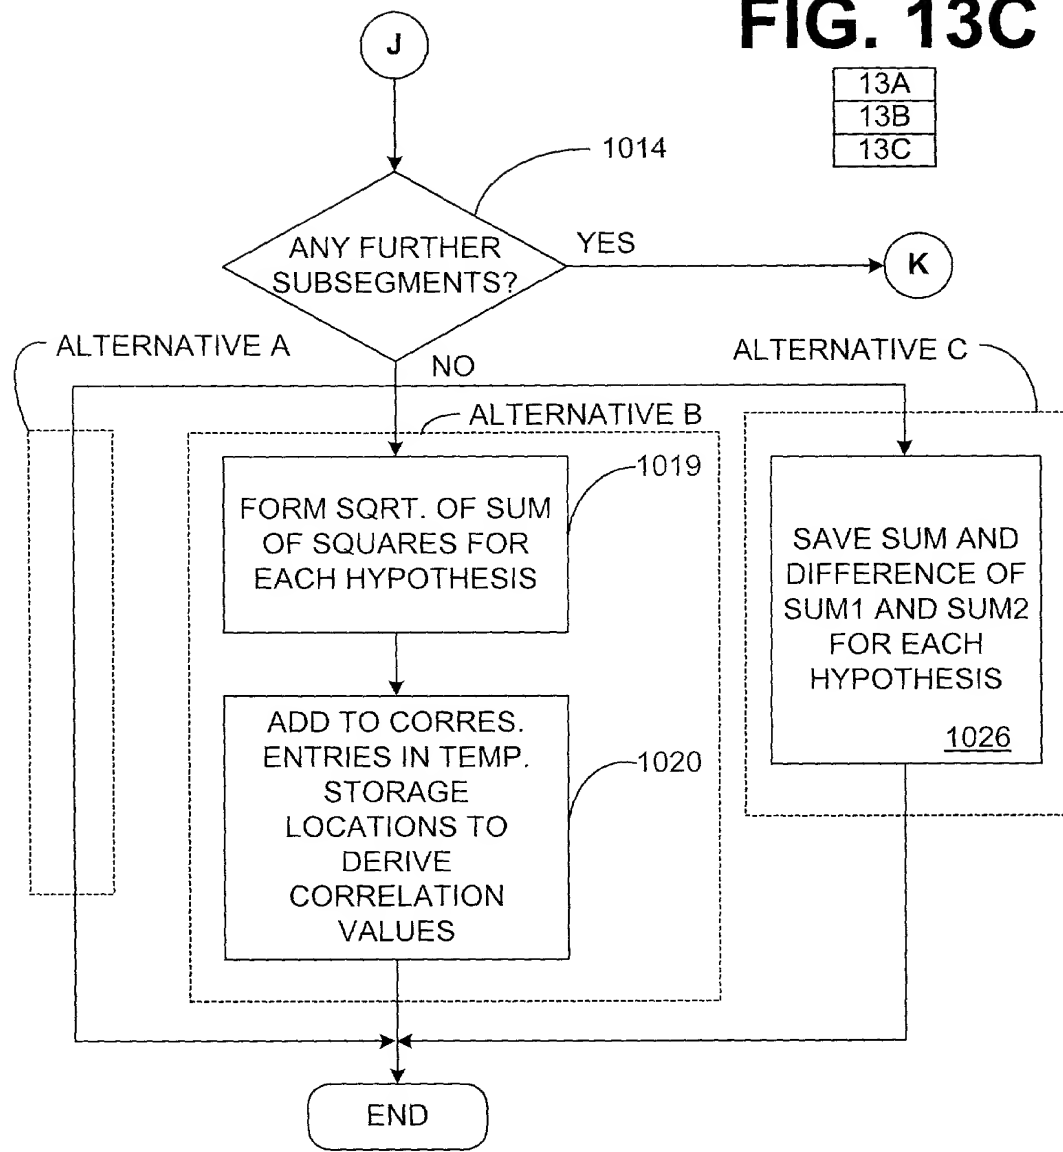 FIG. 13C
J
13A
13B
13C
1014
ANY FURTHER
SUBSEGMENTS?
YES
K
ALTERNATIVE A
NO
ALTERNATIVE C
ALTERNATIVE B
1019
FORM SQRT. OF SUM
OF SQUARES FOR
EACH HYPOTHESIS
SAVE SUM AND
DIFFERENCE OF
SUM1 AND SUM2
FOR EACH
HYPOTHESIS
1026
ADD TO CORRES.
ENTRIES IN TEMP.
STORAGE
LOCATIONS TO
DERIVE
CORRELATION
VALUES
1020
END